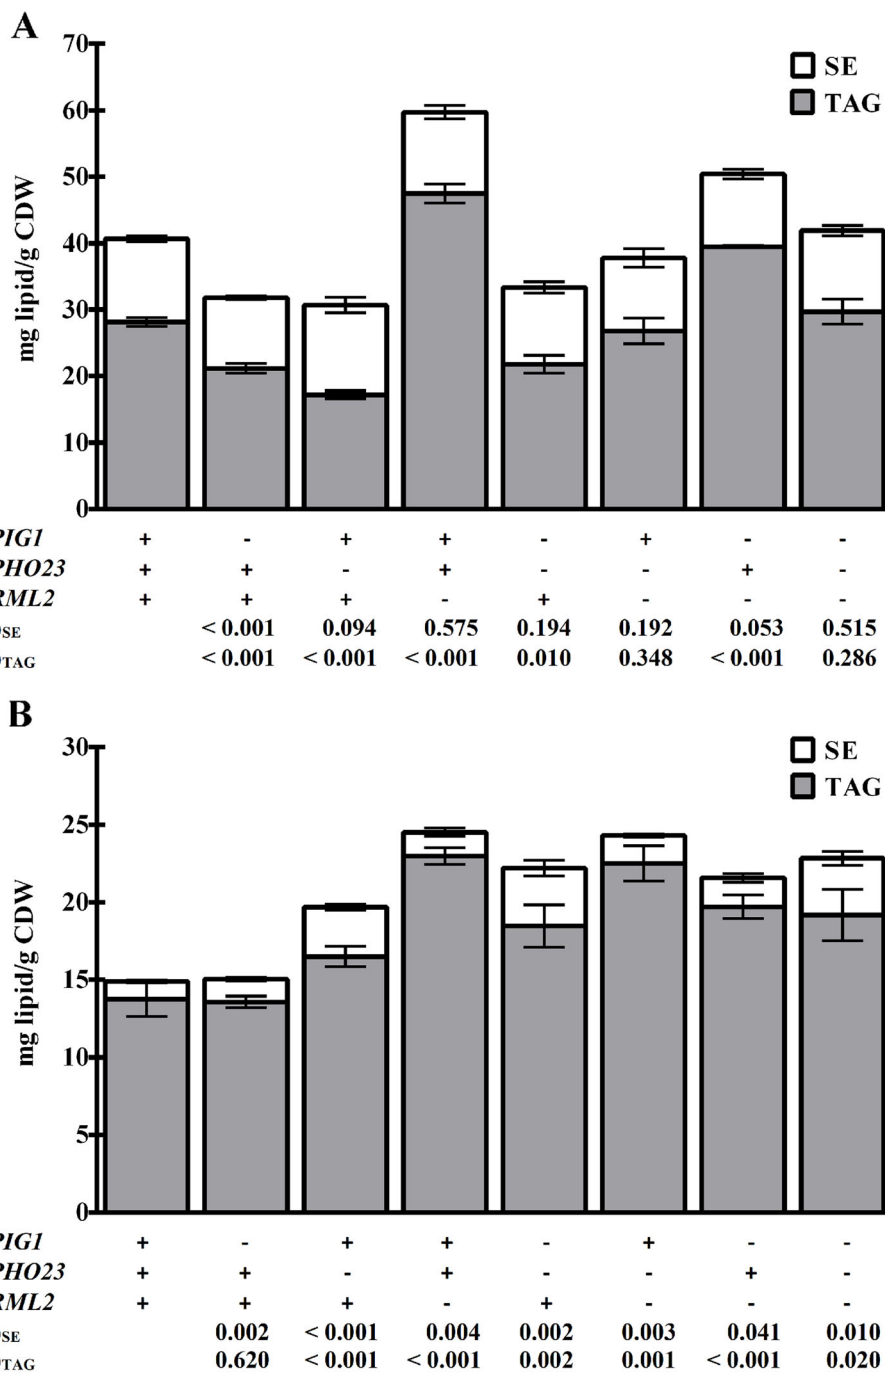 A
70
SE
TAG
60
50
40
30
20
10
0
mg lipid/g CDW
PIG1 + - + + - + - -
PHO23 + + - + - - + -
RML2 + + + - + - - -
SE < 0.001 0.094 0.575 0.194 0.192 0.053 0.515
TAG < 0.001 < 0.001 < 0.001 0.010 0.348 < 0.001 0.286
B
30
SE
TAG
25
20
15
10
5
0
mg lipid/g CDW
PIG1 + - + + - + - -
PHO23 + + - + - - + -
RML2 + + + - + - - -
SE 0.002 < 0.001 0.004 0.002 0.003 0.041 0.010
TAG 0.620 < 0.001 < 0.001 0.002 0.001 < 0.001 0.020